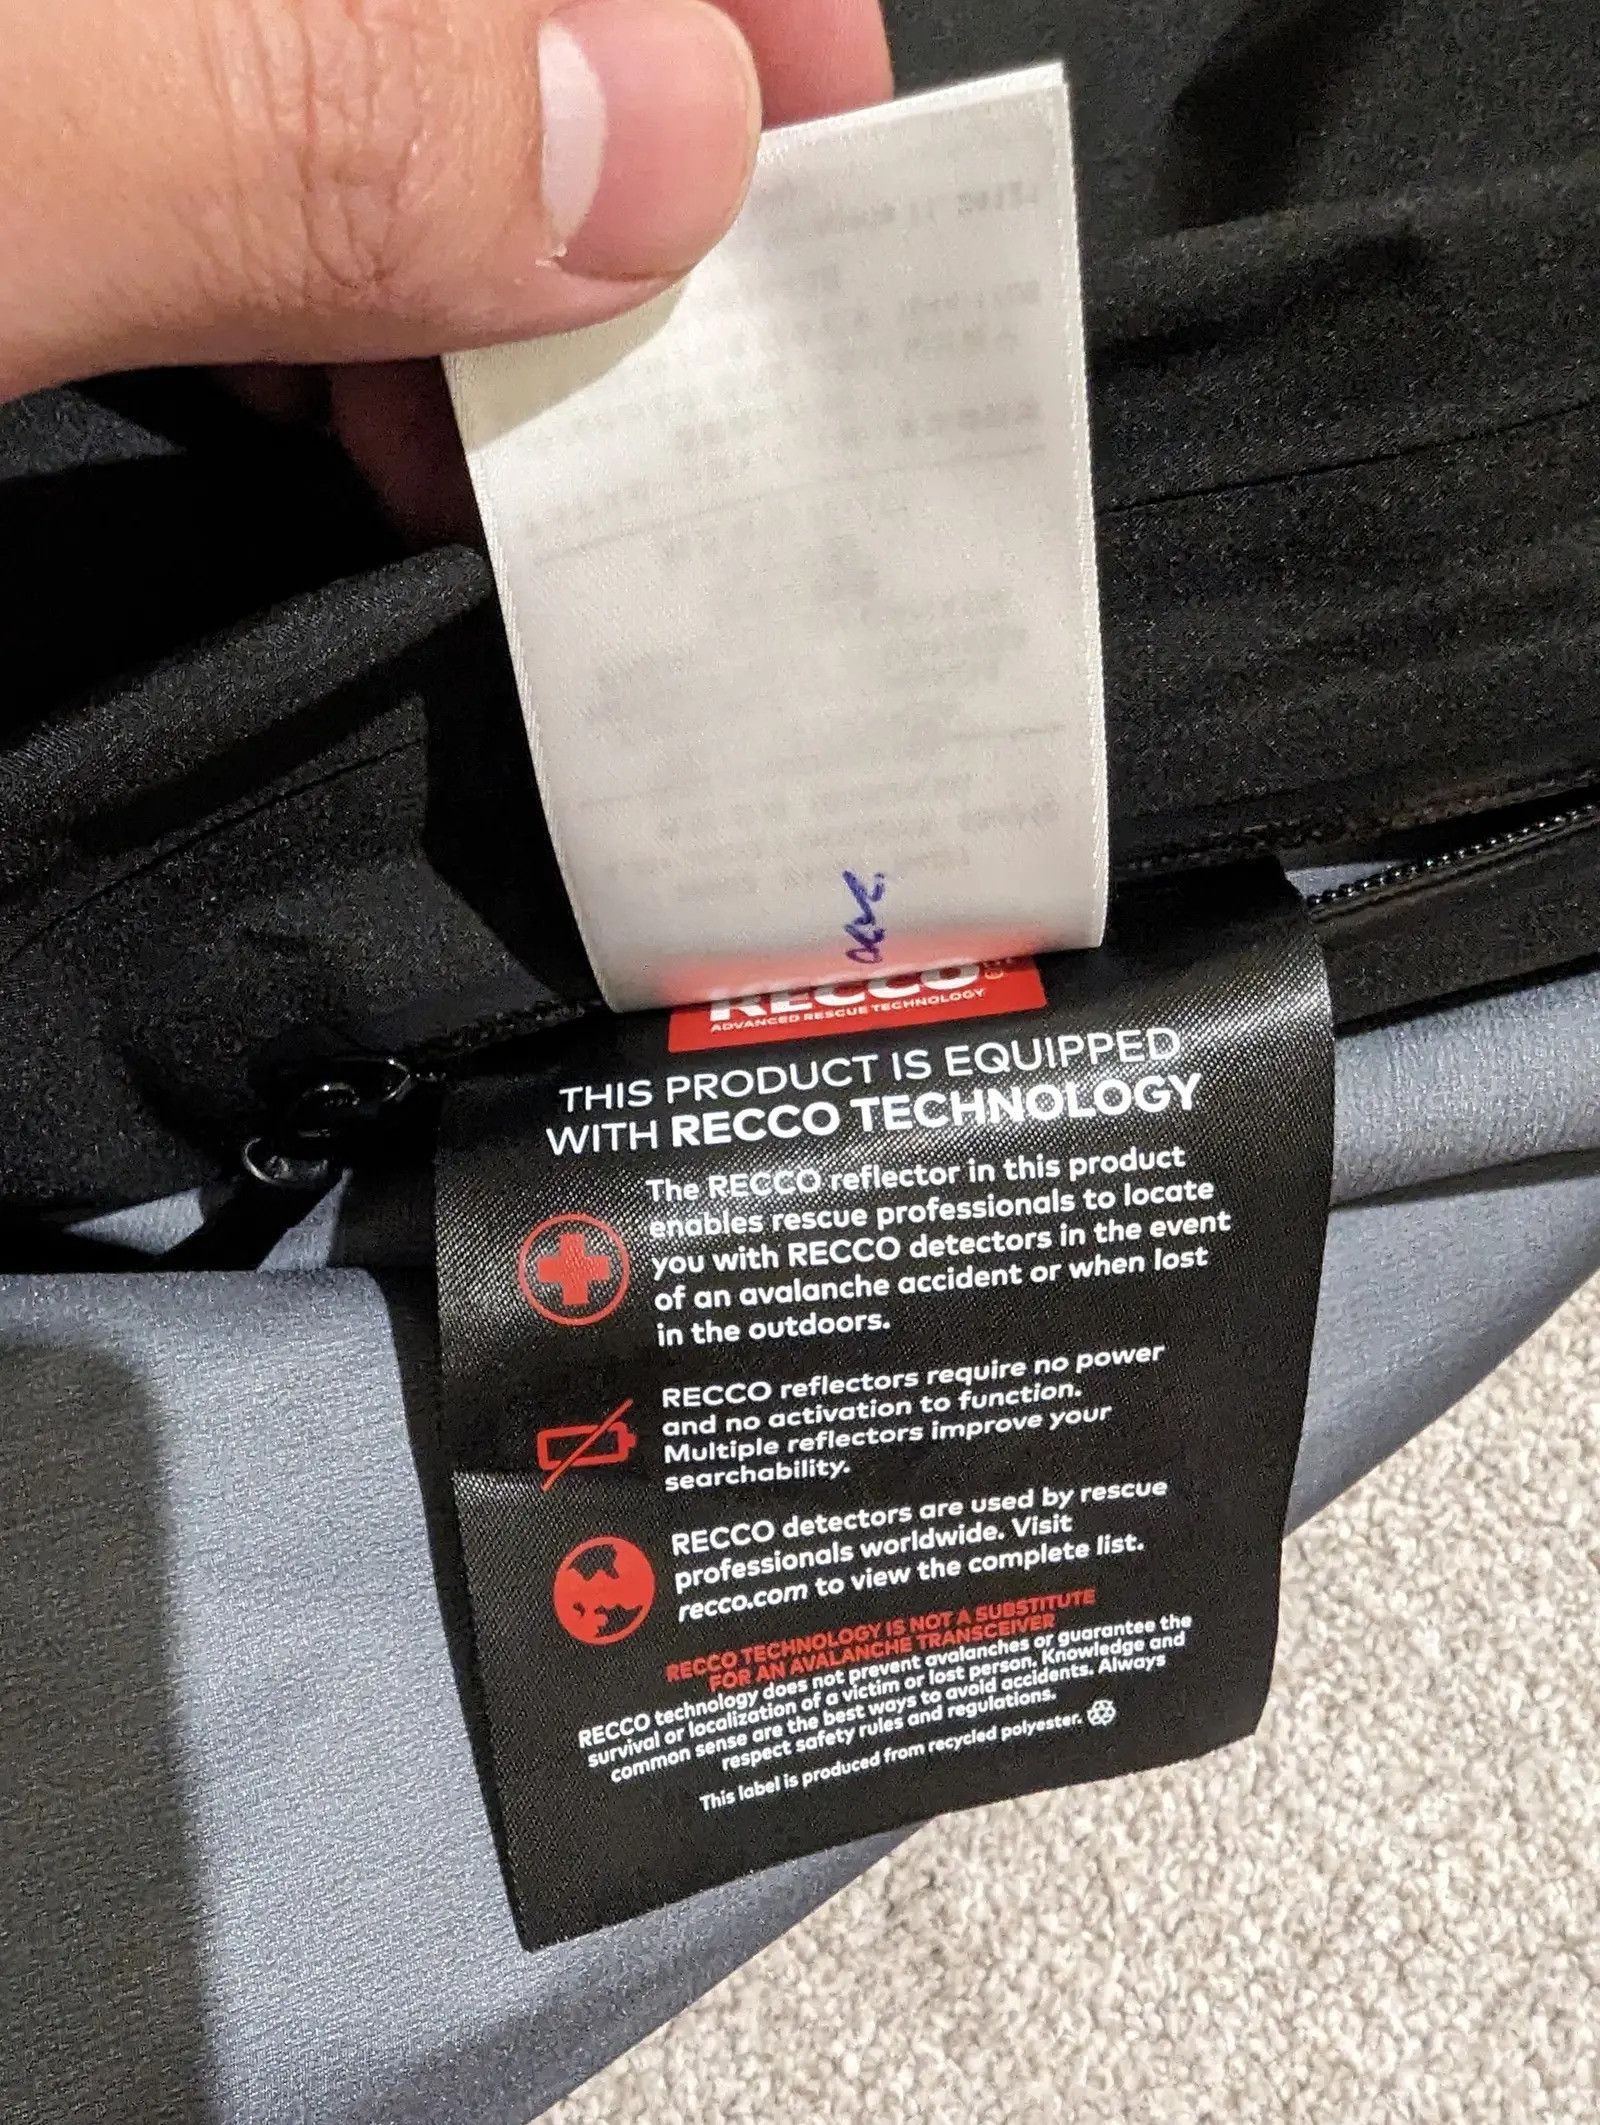 RECCO
ADVANCED RESCUE TECHNOLOGY
THIS PRODUCT IS EQUIPPED
WITH RECCO TECHNOLOGY
The RECCO reflector in this product
enables rescue professionals to locate
you with RECCO detectors in the event
of an avalanche accident or when lost
in the outdoors.
RECCO reflectors require no power
and no activation to function.
Multiple reflectors improve your
searchability.
RECCO detectors are used by rescue
professionals worldwide. Visit
recco.com to view the complete list.
RECCO TECHNOLOGY IS NOT A SUBSTITUTE
FOR AN AVALANCHE TRANSCEIVER
RECCO technology does not prevent avalanches or guarantee the
survival or localization of a victim or lost person. Knowledge and
common sense are the best ways to avoid accidents. Always
respect safety rules and regulations.
This label is produced from recycled polyester.